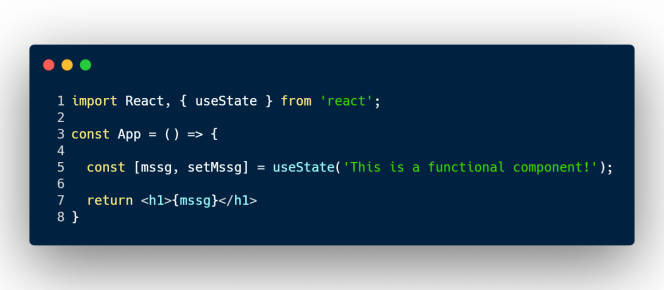 1 import React, { useState } from 'react';
2
3 const App = () => {
4
5   const [mssg, setMssg] = useState('This is a functional component!');
6
7   return <h1>{mssg}</h1>
8 }